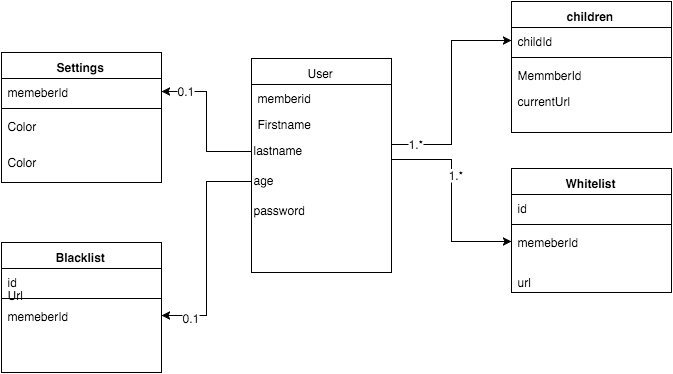 Settings
memeberId
Color
Color
0.1
Blacklist
id
Url
memeberId
0.1
User
memberid
Firstname
lastname
age
password
1.*
1.*
children
childId
MemmberId
currentUrl
Whitelist
id
memeberId
url